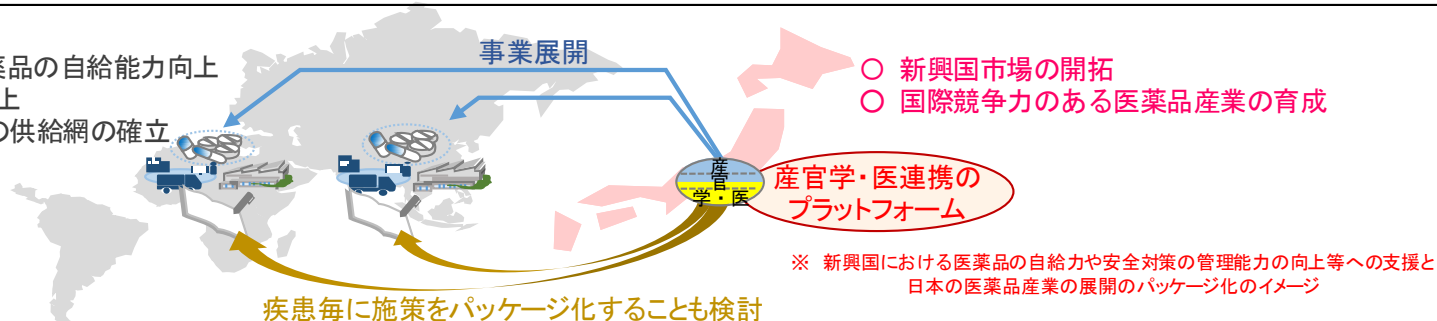 薬品の自給能力向上
上
の供給網の確立
事業展開
○ 新興国市場の開拓
○ 国際競争力のある医薬品産業の育成
産
官
学・医
産官学・医連携の
プラットフォーム
※ 新興国における医薬品の自給力や安全対策の管理能力の向上等への支援と
日本の医薬品産業の展開のパッケージ化のイメージ
疾患毎に施策をパッケージ化することも検討